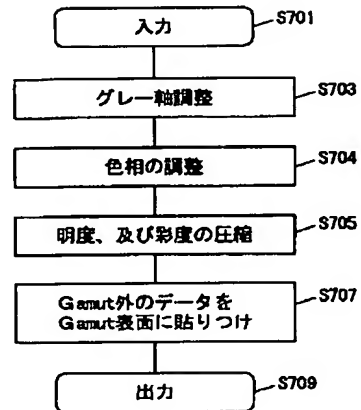 入力
S701
グレー軸調整
S703
色相の調整
S704
明度、及び彩度の圧縮
S705
Gamut外のデータを
Gamut表面に貼りつけ
S707
出力
S709